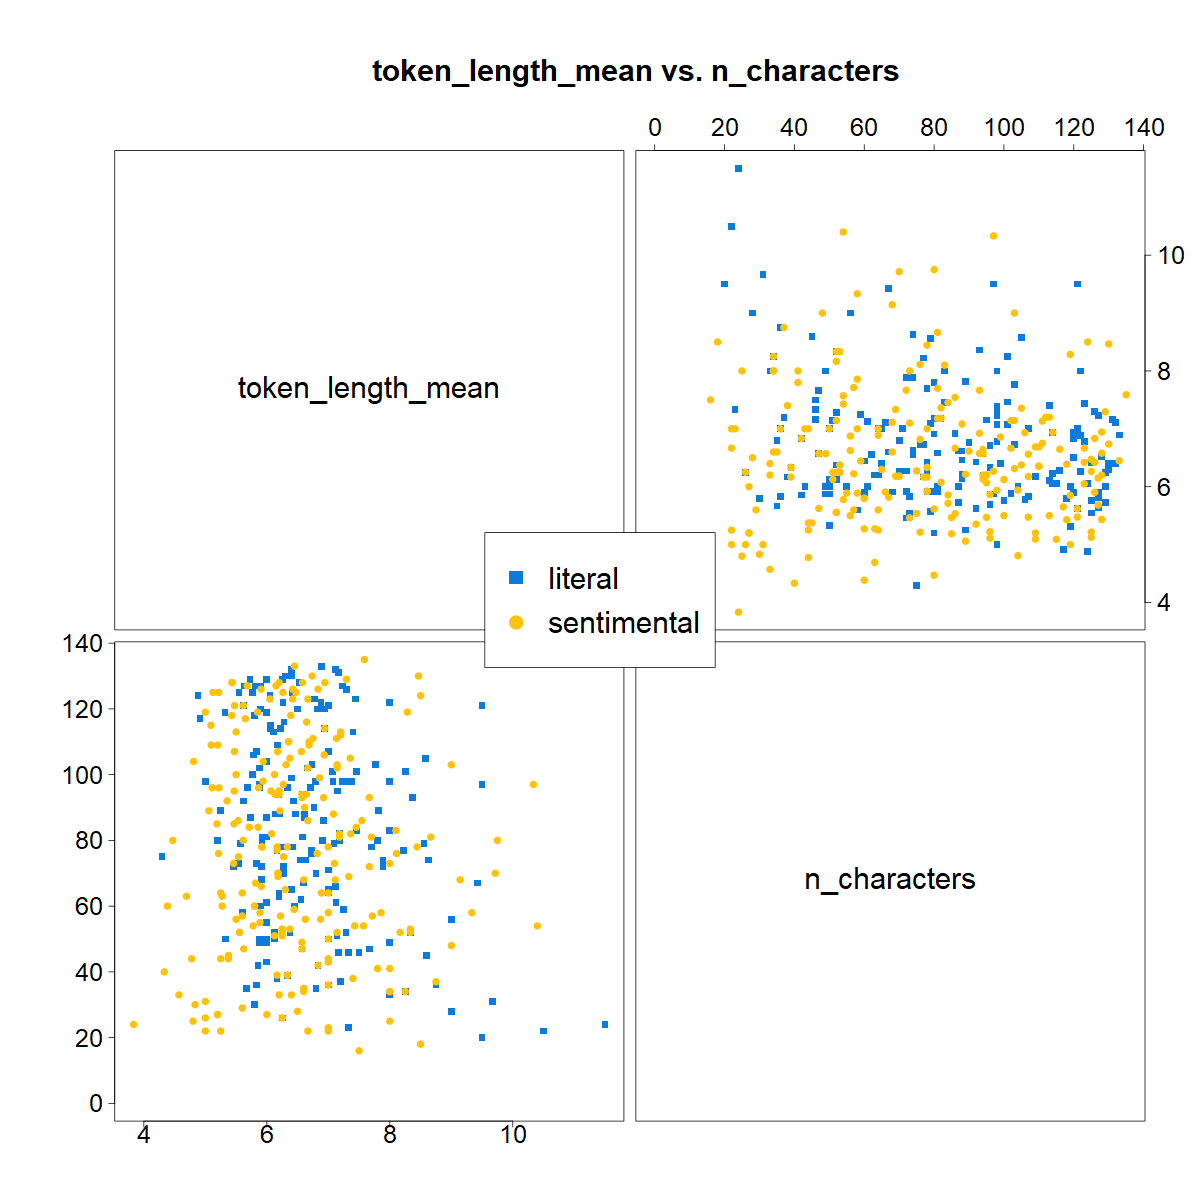 token_length_mean vs. n_characters
0 20 40 60 80 100 120 140
token_length_mean
10
8
6
4
literal
sentimental
140
120
100
80
60
40
20
0
n_characters
4 6 8 10